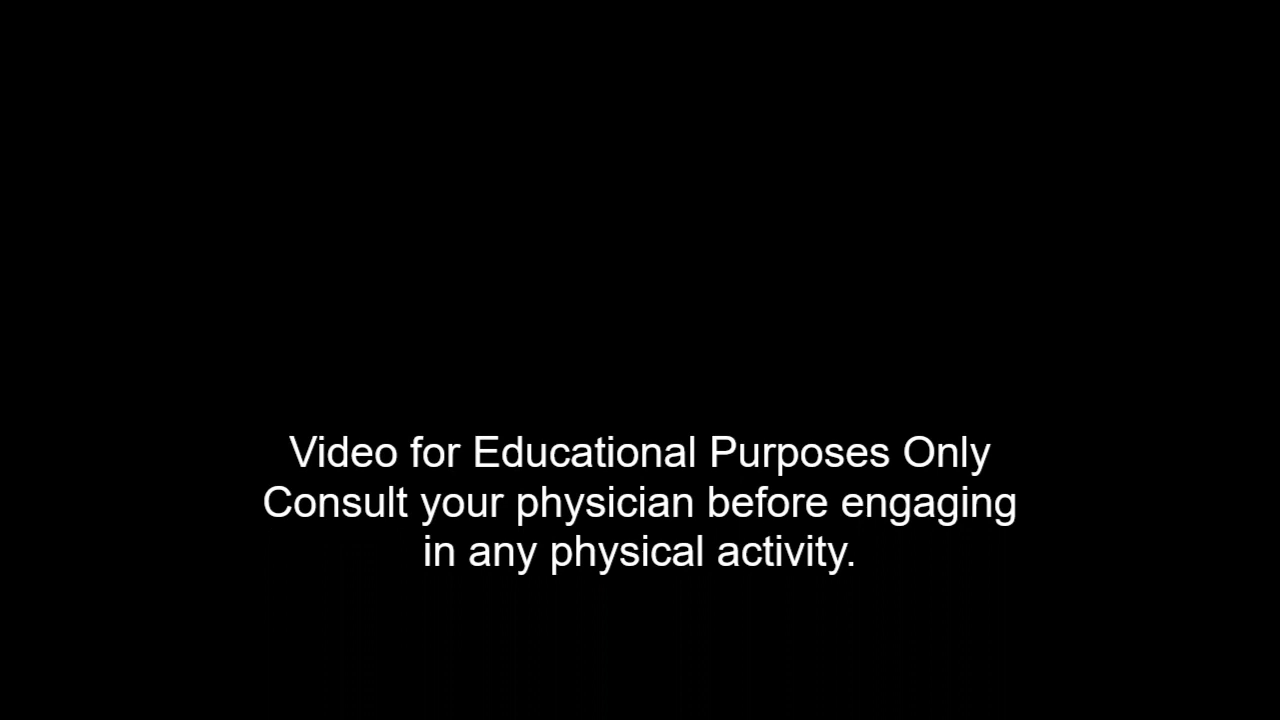 Video for Educational Purposes Only
Consult your physician before engaging
in any physical activity.